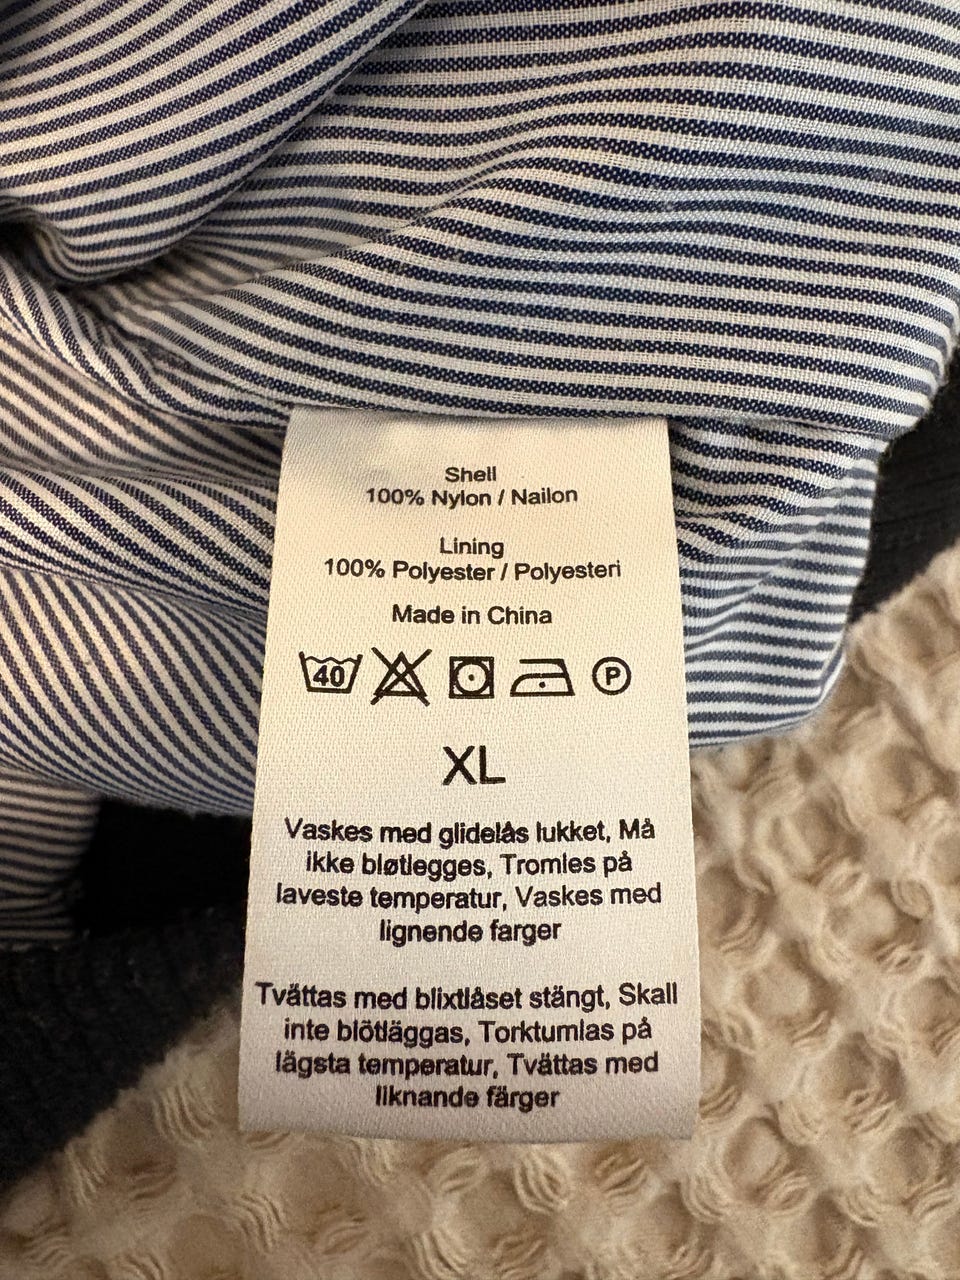 Shell
100% Nylon / Nailon
Lining
100% Polyester / Polyesteri
Made in China
40 P
XL
Vaskes med glidelås lukket, Må
ikke bløtlegges, Tromles på
laveste temperatur, Vaskes med
lignende farger
Tvättas med blixtlåset stängt, Skall
inte blötläggas, Torktumlas på
lägsta temperatur, Tvättas med
liknande färger